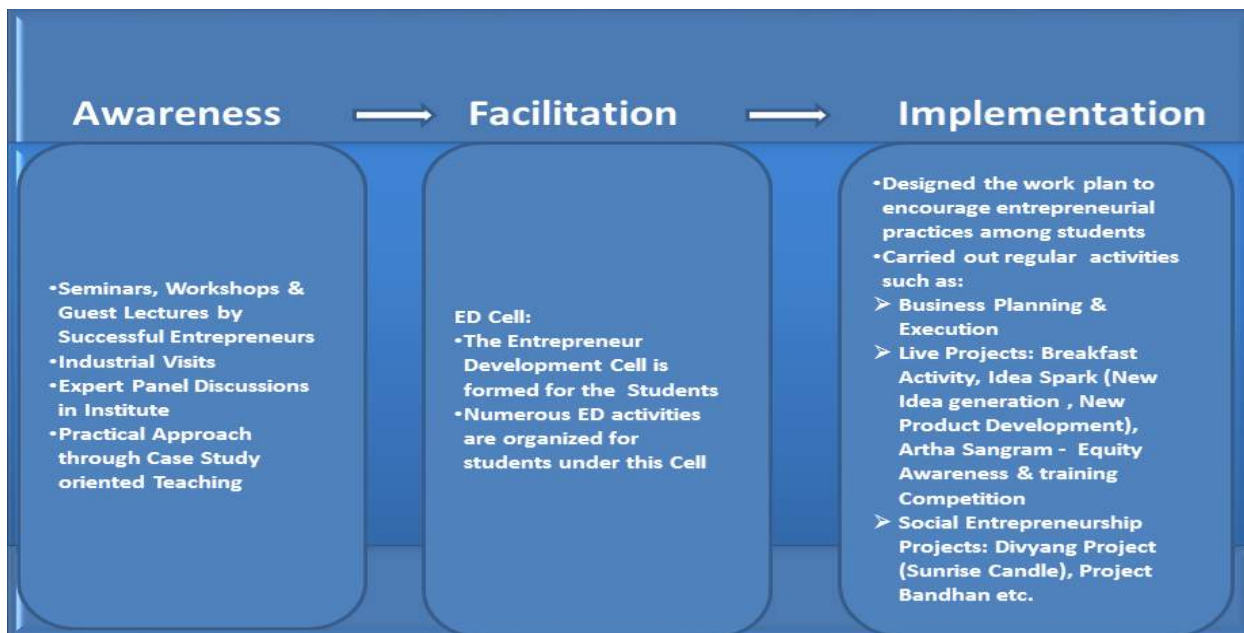 Awareness
Facilitation
Implementation
•Seminars, Workshops &
Guest Lectures by
Successful Entrepreneurs
•Industrial Visits
•Expert Panel Discussions
in Institute
•Practical Approach
through Case Study
oriented Teaching
ED Cell:
•The Entrepreneur
Development Cell is
formed for the Students
•Numerous ED activities
are organized for
students under this Cell
•Designed the work plan to
encourage entrepreneurial
practices among students
•Carried out regular activities
such as:
➢ Business Planning &
Execution
➢ Live Projects: Breakfast
Activity, Idea Spark (New
Idea generation , New
Product Development),
Artha Sangram - Equity
Awareness & training
Competition
➢ Social Entrepreneurship
Projects: Divyang Project
(Sunrise Candle), Project
Bandhan etc.